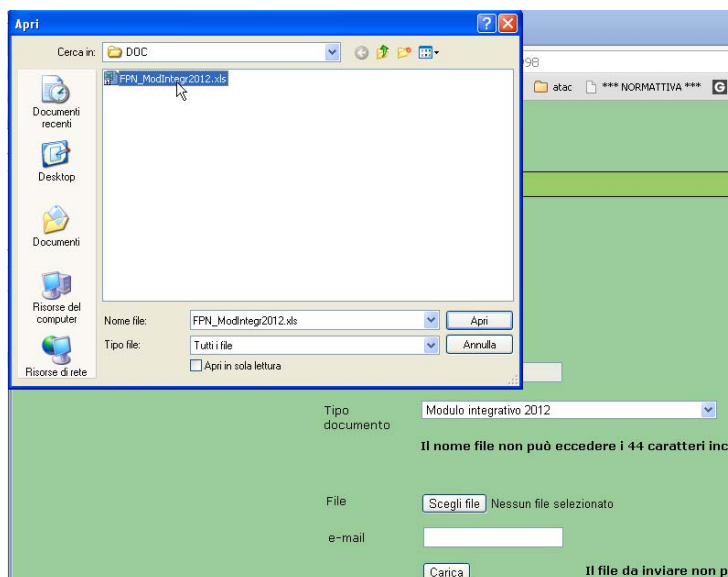 Apri
Cerca in: DOC
98
atac *** NORMATTIVA *** G
FPN_ModIntegr2012.xls
Documenti recenti
Desktop
Documenti
Risorse del computer
Risorse di rete
Nome file: FPN_ModIntegr2012.xls Apri
Tipo file: Tutti i file Annulla
Apri in sola lettura
Tipo documento Modulo integrativo 2012
Il nome file non può eccedere i 44 caratteri inc
File Scegli file Nessun file selezionato
e-mail
Carica Il file da inviare non p